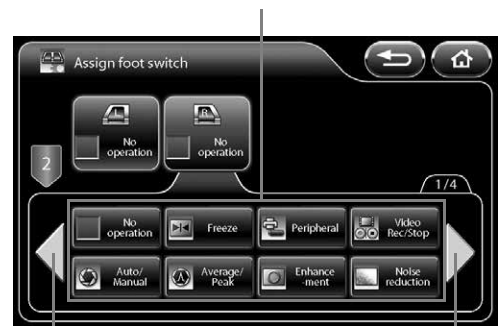 Assign foot switch
L
R
No
operation
No
operation
2
1/4
No
operation
Freeze
Peripheral
Video
Rec/Stop
Auto/
Manual
A
Average/
Peak
Enhance
-ment
Noise
reduction